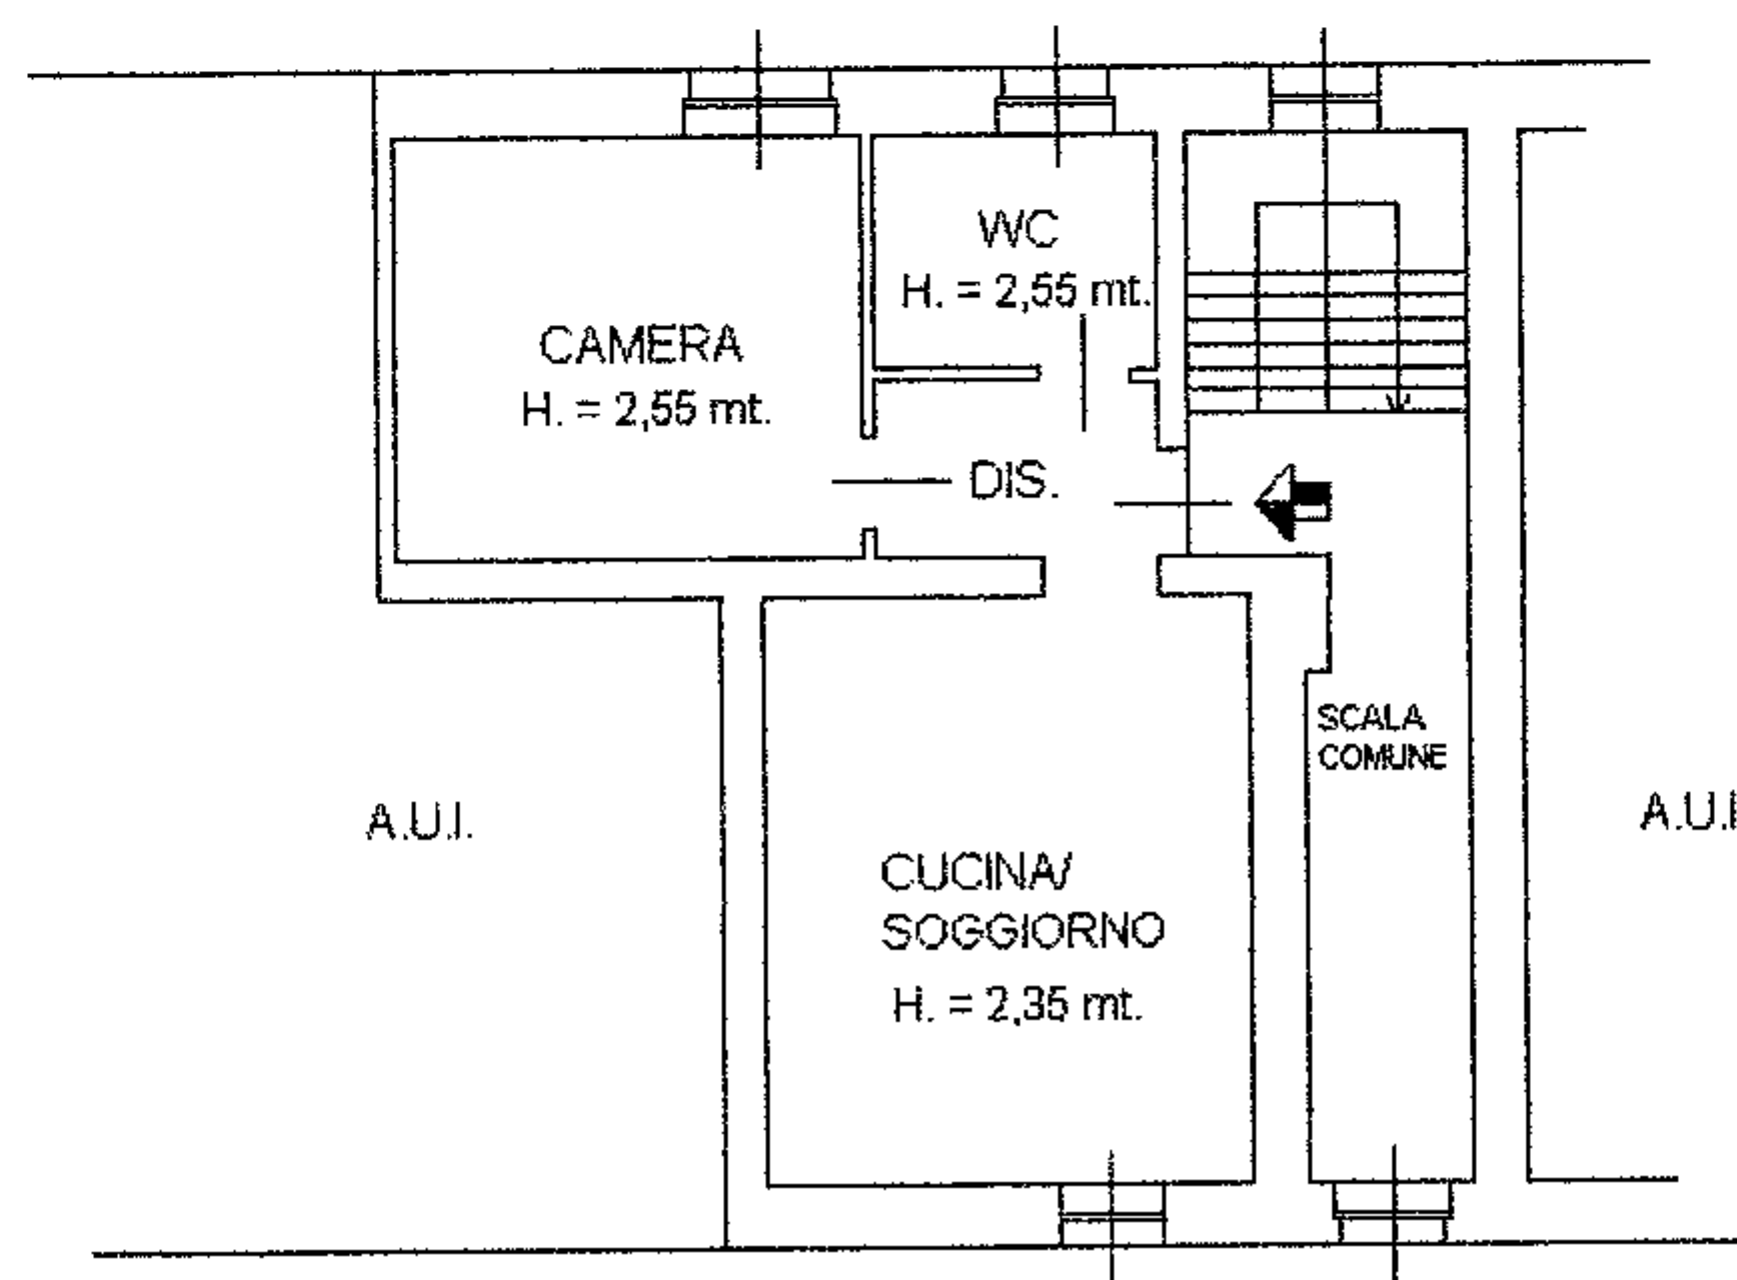 WC
H. = 2,55 mt.
CAMERA
H. = 2,55 mt.
DIS.
SCALA
COMUNE
A.U.I.
A.U.I
CUCINA/
SOGGIORNO
H. = 2,35 mt.